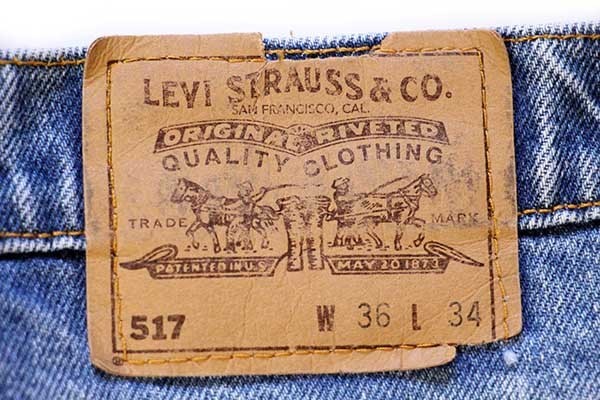 LEVI STRAUSS & CO.
SAN FRANCISCO, CAL.
ORIGINAL RIVETED
QUALITY CLOTHING
TRADE MARK
PATENTED IN U.S. MAY 20 1873
517 W 36 L 34
®